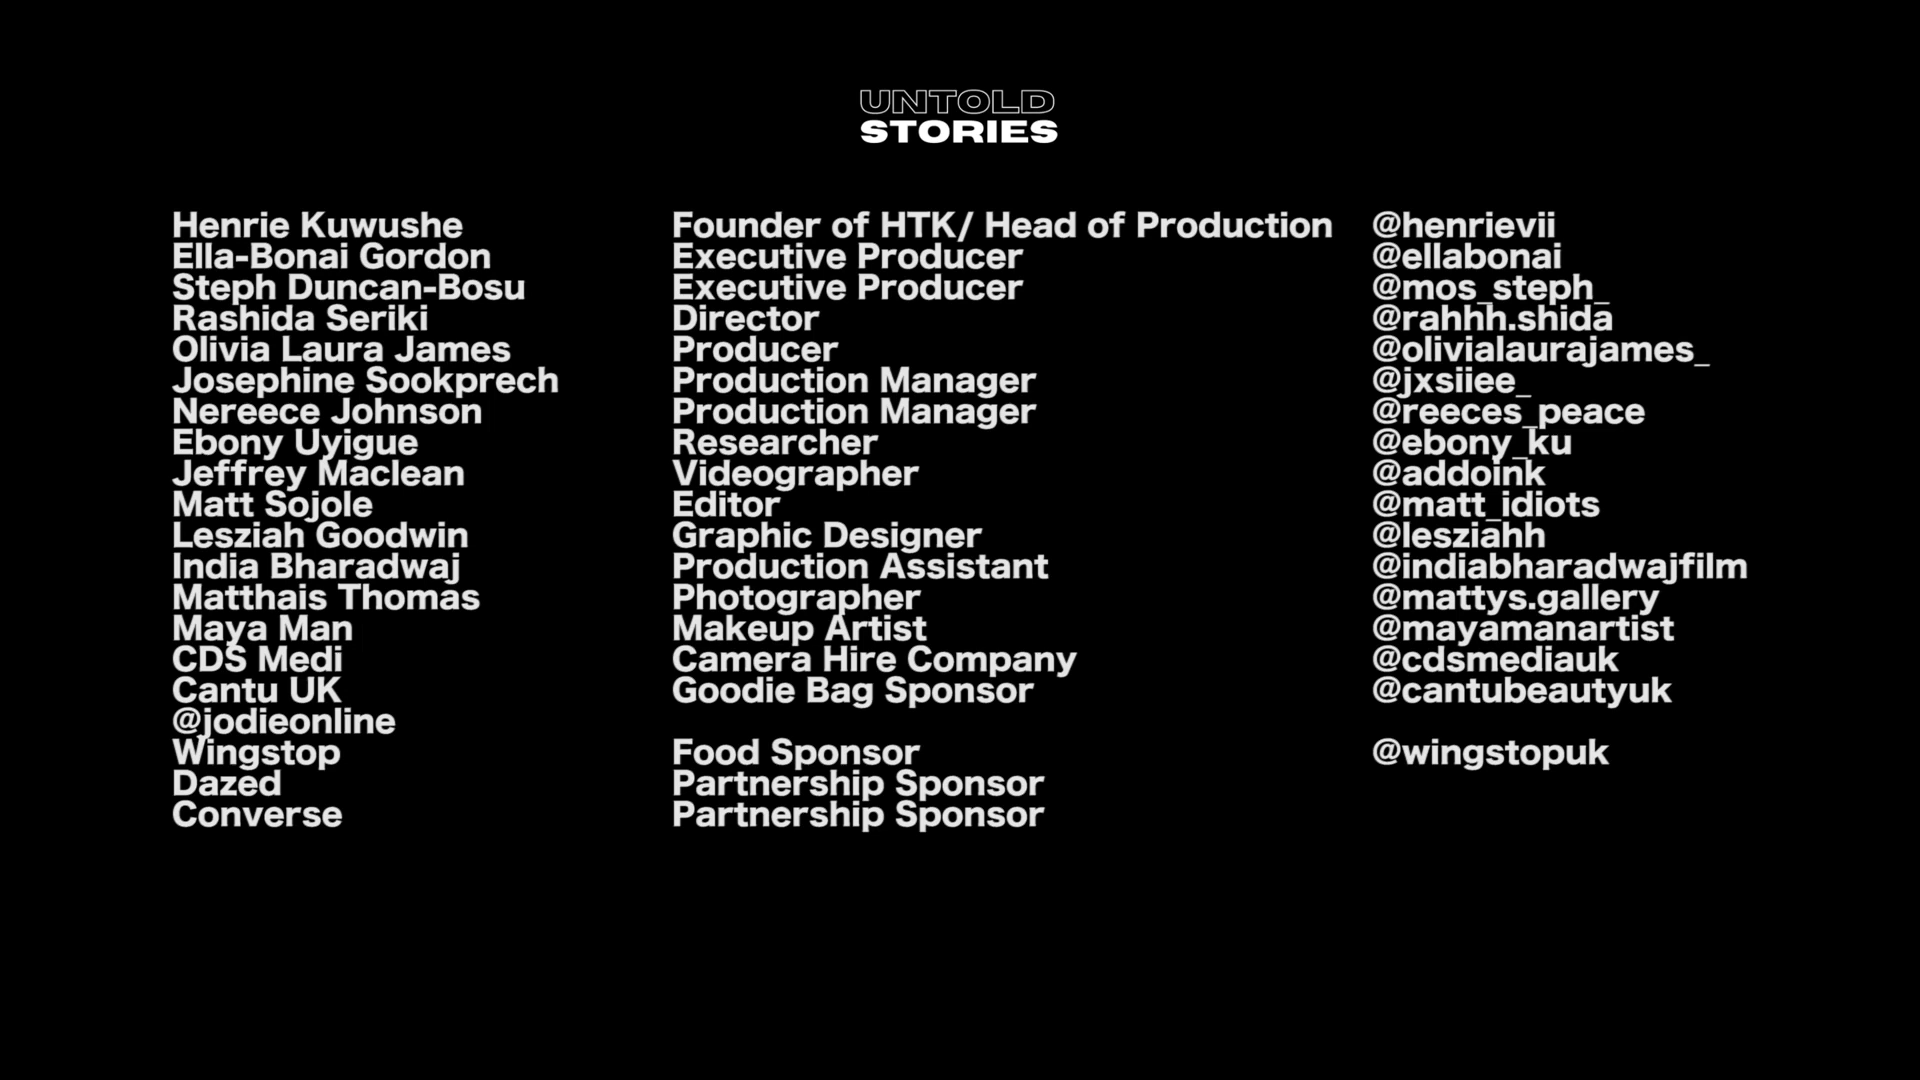 UNTOLD
STORIES
Henrie Kuwushe Founder of HTK/ Head of Production @henrievii
Ella-Bonai Gordon Executive Producer @ellabonai
Steph Duncan-Bosu Executive Producer @mos_steph_
Rashida Seriki Director @rahhh.shida
Olivia Laura James Producer @olivialaurajames_
Josephine Sookprech Production Manager @jxsiiee_
Nereece Johnson Production Manager @reeces_peace
Ebony Uyigue Researcher @ebony_ku
Jeffrey Maclean Videographer @addoink
Matt Sojole Editor @matt_idiots
Lesziah Goodwin Graphic Designer @lesziahh
India Bharadwaj Production Assistant @indiabharadwajfilm
Matthais Thomas Photographer @mattys.gallery
Maya Man Makeup Artist @mayamanartist
CDS Medi Camera Hire Company @cdsmediauk
Cantu UK Goodie Bag Sponsor @cantubeautyuk
@jodieonline
Wingstop Food Sponsor @wingstopuk
Dazed Partnership Sponsor
Converse Partnership Sponsor